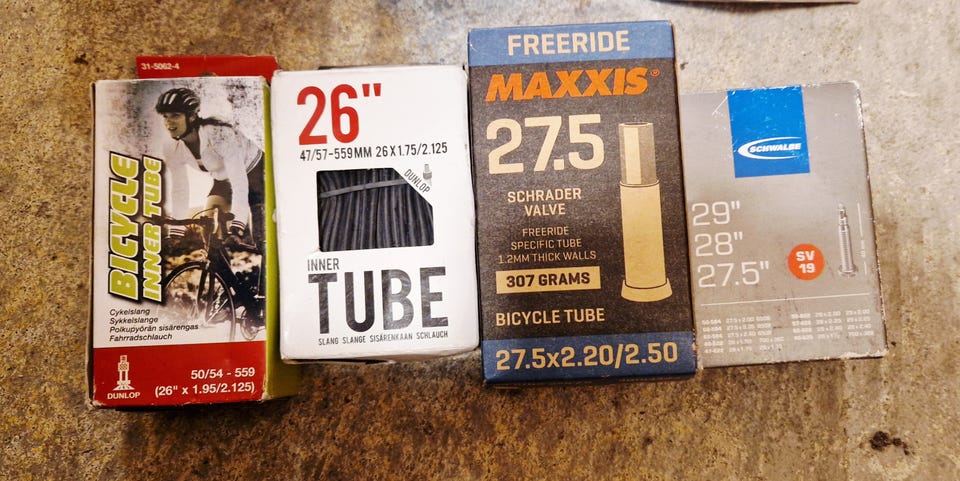 31-5062-4
BICYCLE
INNER TUBE
Cykelslang
Sykkelslange
Polkupyörän sisärengas
Fahrradschlauch
DUNLOP
50/54 - 559
(26" x 1.95/2.125)
26"
47/57-559MM 26X1.75/2.125
DUNLOP
INNER
TUBE
SLANG SLANGE SISÄRENKAAN SCHLAUCH
FREERIDE
MAXXIS®
27.5
SCHRADER
VALVE
FREERIDE
SPECIFIC TUBE
1.2MM THICK WALLS
307 GRAMS
BICYCLE TUBE
27.5x2.20/2.50
SCHWALBE
29"
28"
27.5"
SV
19